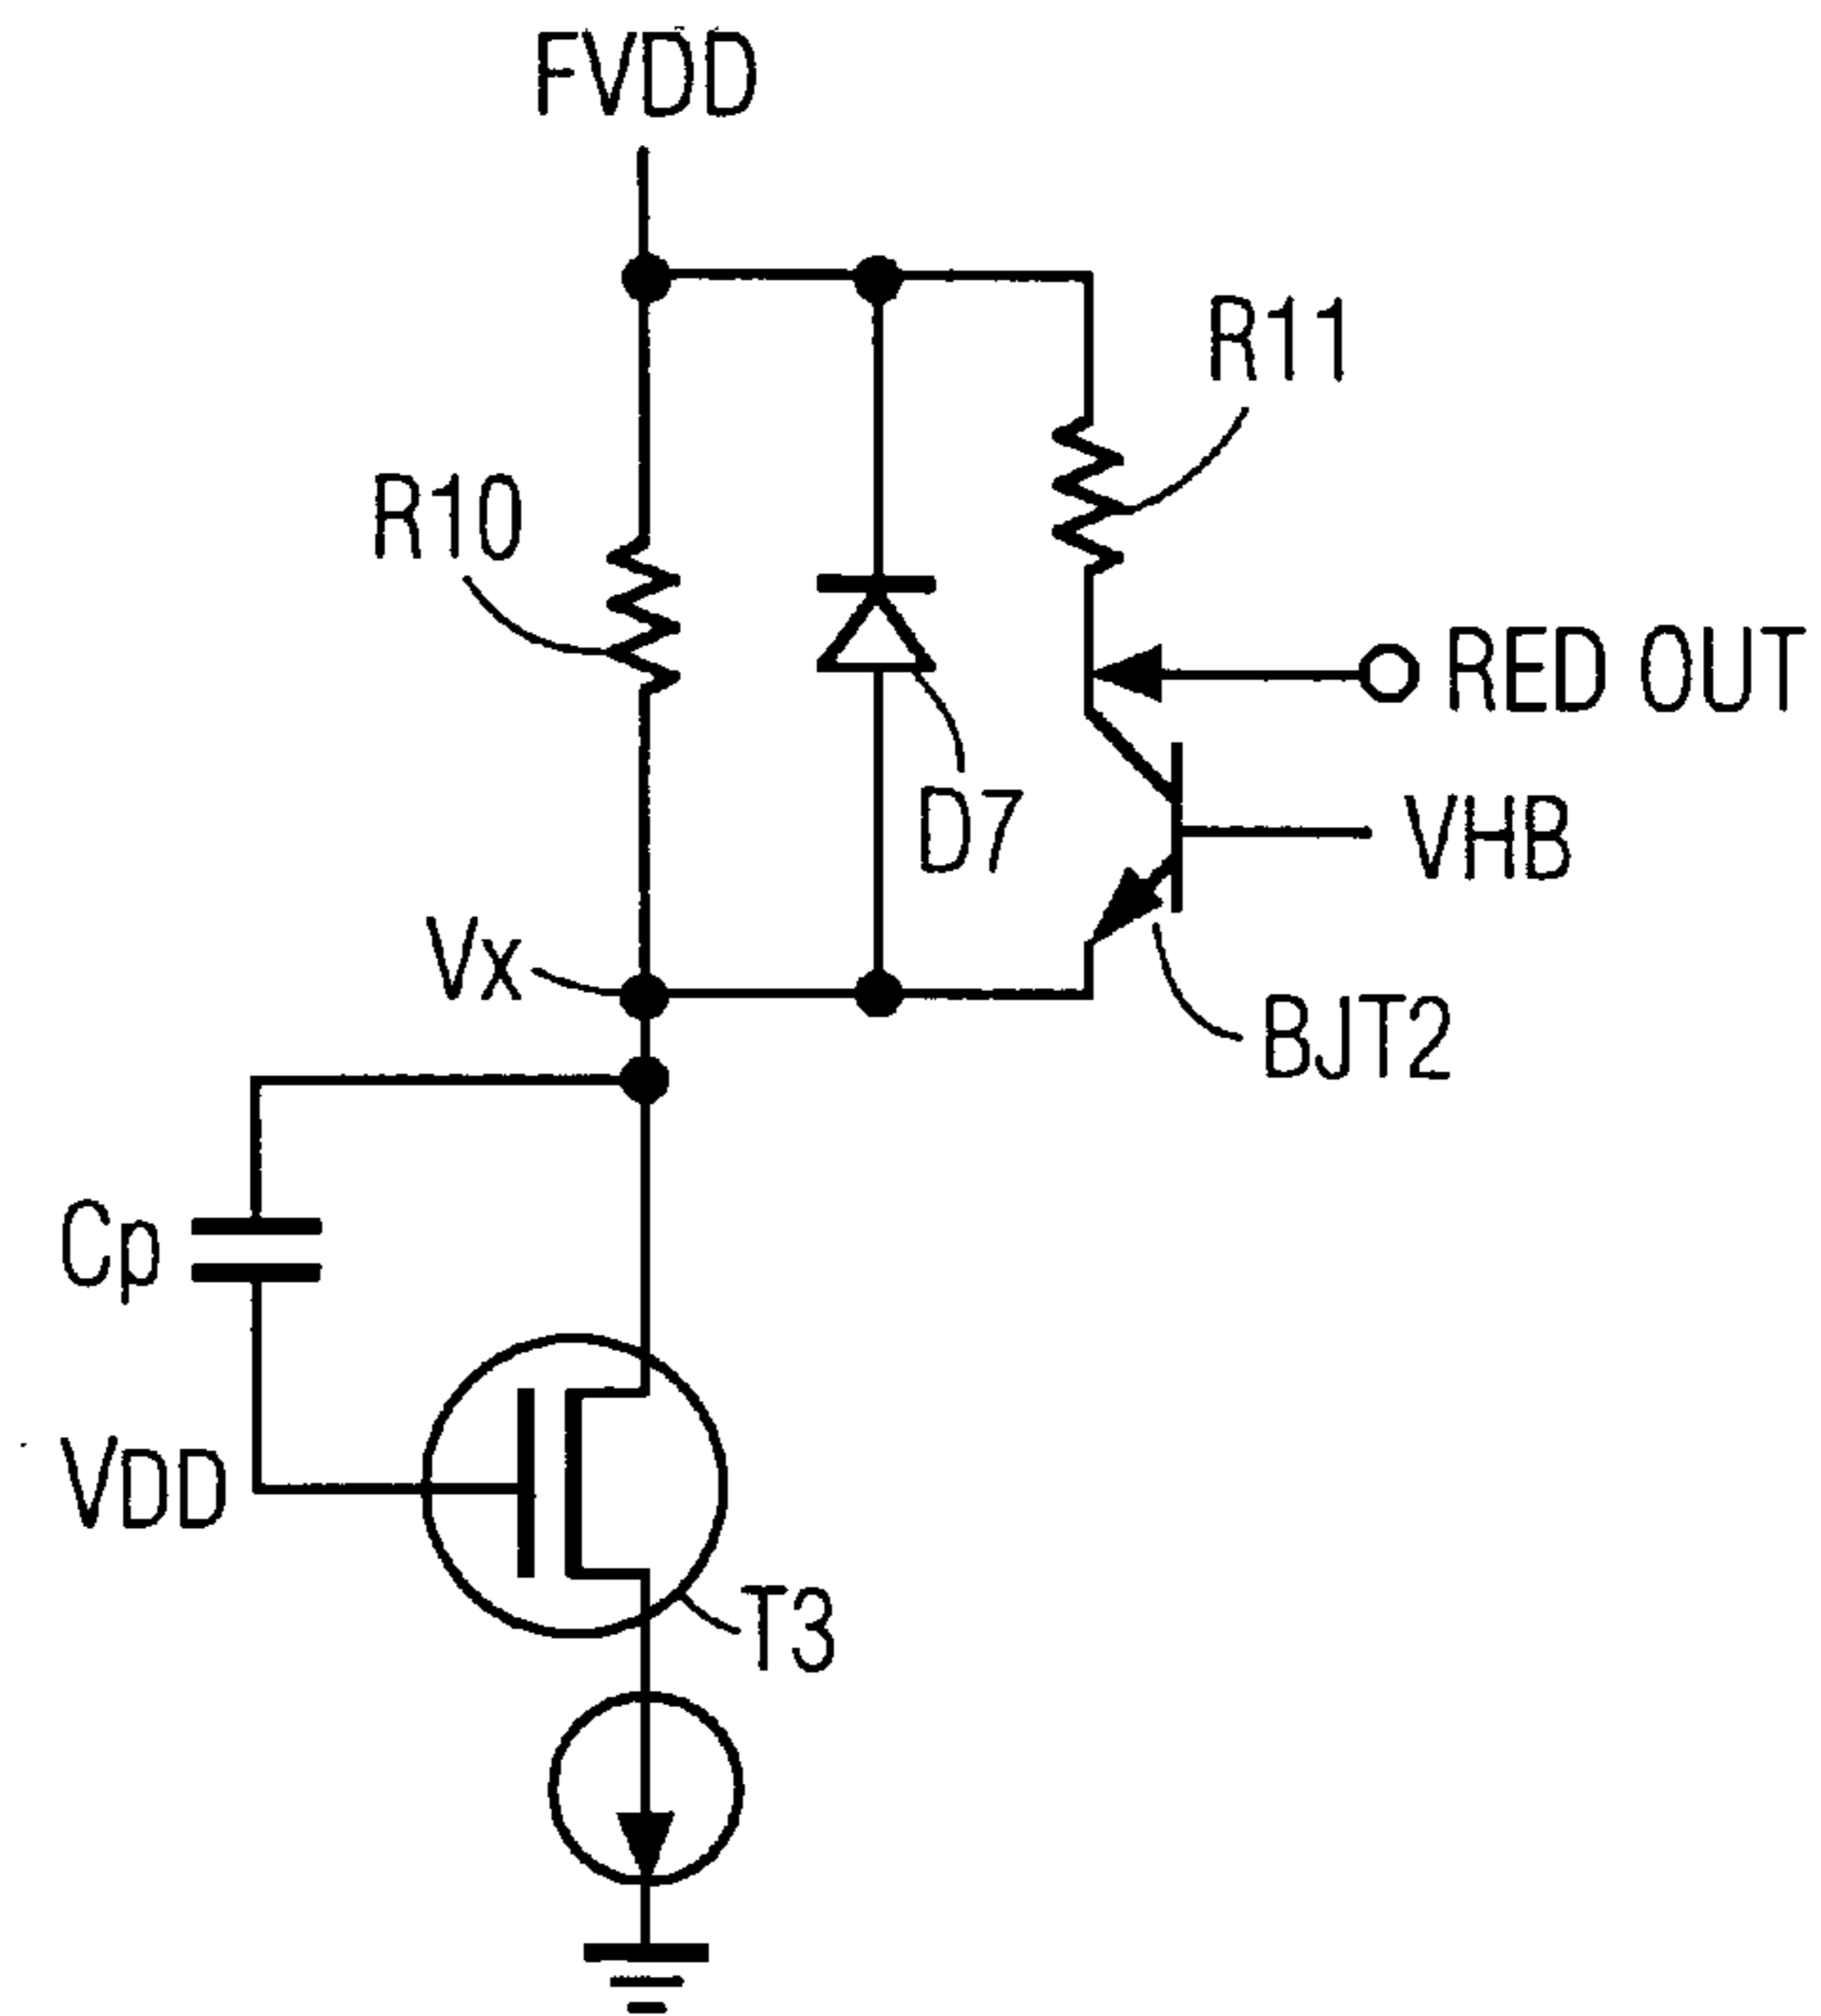 FVDD
R11
R10
RED OUT
D7
VHB
Vx
BJT2
Cp
VDD
T3